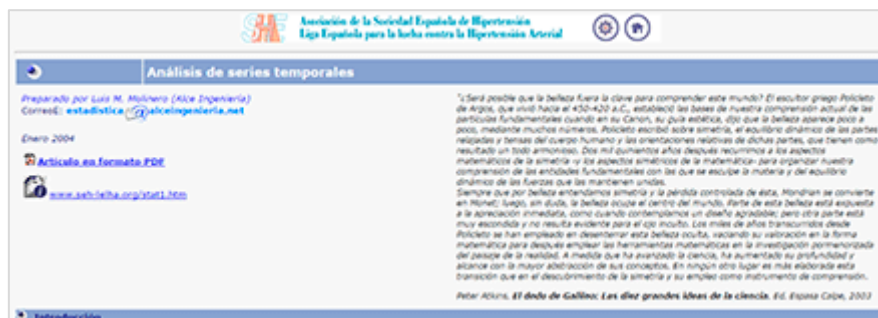 SHE
Asociación de la Sociedad Española de Hipertensión
Liga Española para la lucha contra la Hipertensión Arterial
Análisis de series temporales
Preparado por Luis M. Molinero (Alce Ingeniería)
CorreoE: estadistica @alceingenieria.net
Enero 2004
Artículo en formato PDF
www.seh-lelha.org/stat1.htm
"¿Será posible que la belleza fuera la clave para comprender este mundo? El escultor griego Policleto
de Argos, que vivió hacia el 450-420 a.C., estableció las bases de nuestra comprensión actual de las
partículas fundamentales cuando en su Canon, su guía estética, dijo que la belleza aparece poco a
poco, mediante muchos números. Policleto escribió sobre simetría, el equilibrio dinámico de las partes
relajadas y tensas del cuerpo humano y las orientaciones relativas de dichas partes, que tienen como
resultado un todo armonioso. Dos mil quinientos años después recurrimos a los aspectos
matemáticos de la simetría -y los aspectos simétricos de la matemática- para organizar nuestra
comprensión de las entidades fundamentales con las que se esculpe la materia y del equilibrio
dinámico de las fuerzas que las mantienen unidas.
Siempre que por belleza entendamos simetría y la pérdida controlada de ésta, Mondrian se convierte
en Monet; luego, sin duda, la belleza ocupa el centro del mundo. Parte de esta belleza está expuesta
a la apreciación inmediata, como cuando contemplamos un diseño agradable; pero otra parte está
muy escondida y no resulta evidente para el ojo inculto. Los miles de años transcurridos desde
Policleto se han empleado en desenterrar esta belleza oculta, vaciando su valoración en la forma
matemática para después emplear las herramientas matemáticas en la investigación pormenorizada
del paisaje de la realidad. A medida que ha avanzado la ciencia, ha aumentado su profundidad y
alcance con la mayor abstracción de sus conceptos. En ningún otro lugar es más elaborada esta
transición que en el descubrimiento de la simetría y su empleo como instrumento de comprensión.
Peter Atkins, El dedo de Galileo: Las diez grandes ideas de la ciencia. Ed. Espasa Calpe, 2003
Introducción